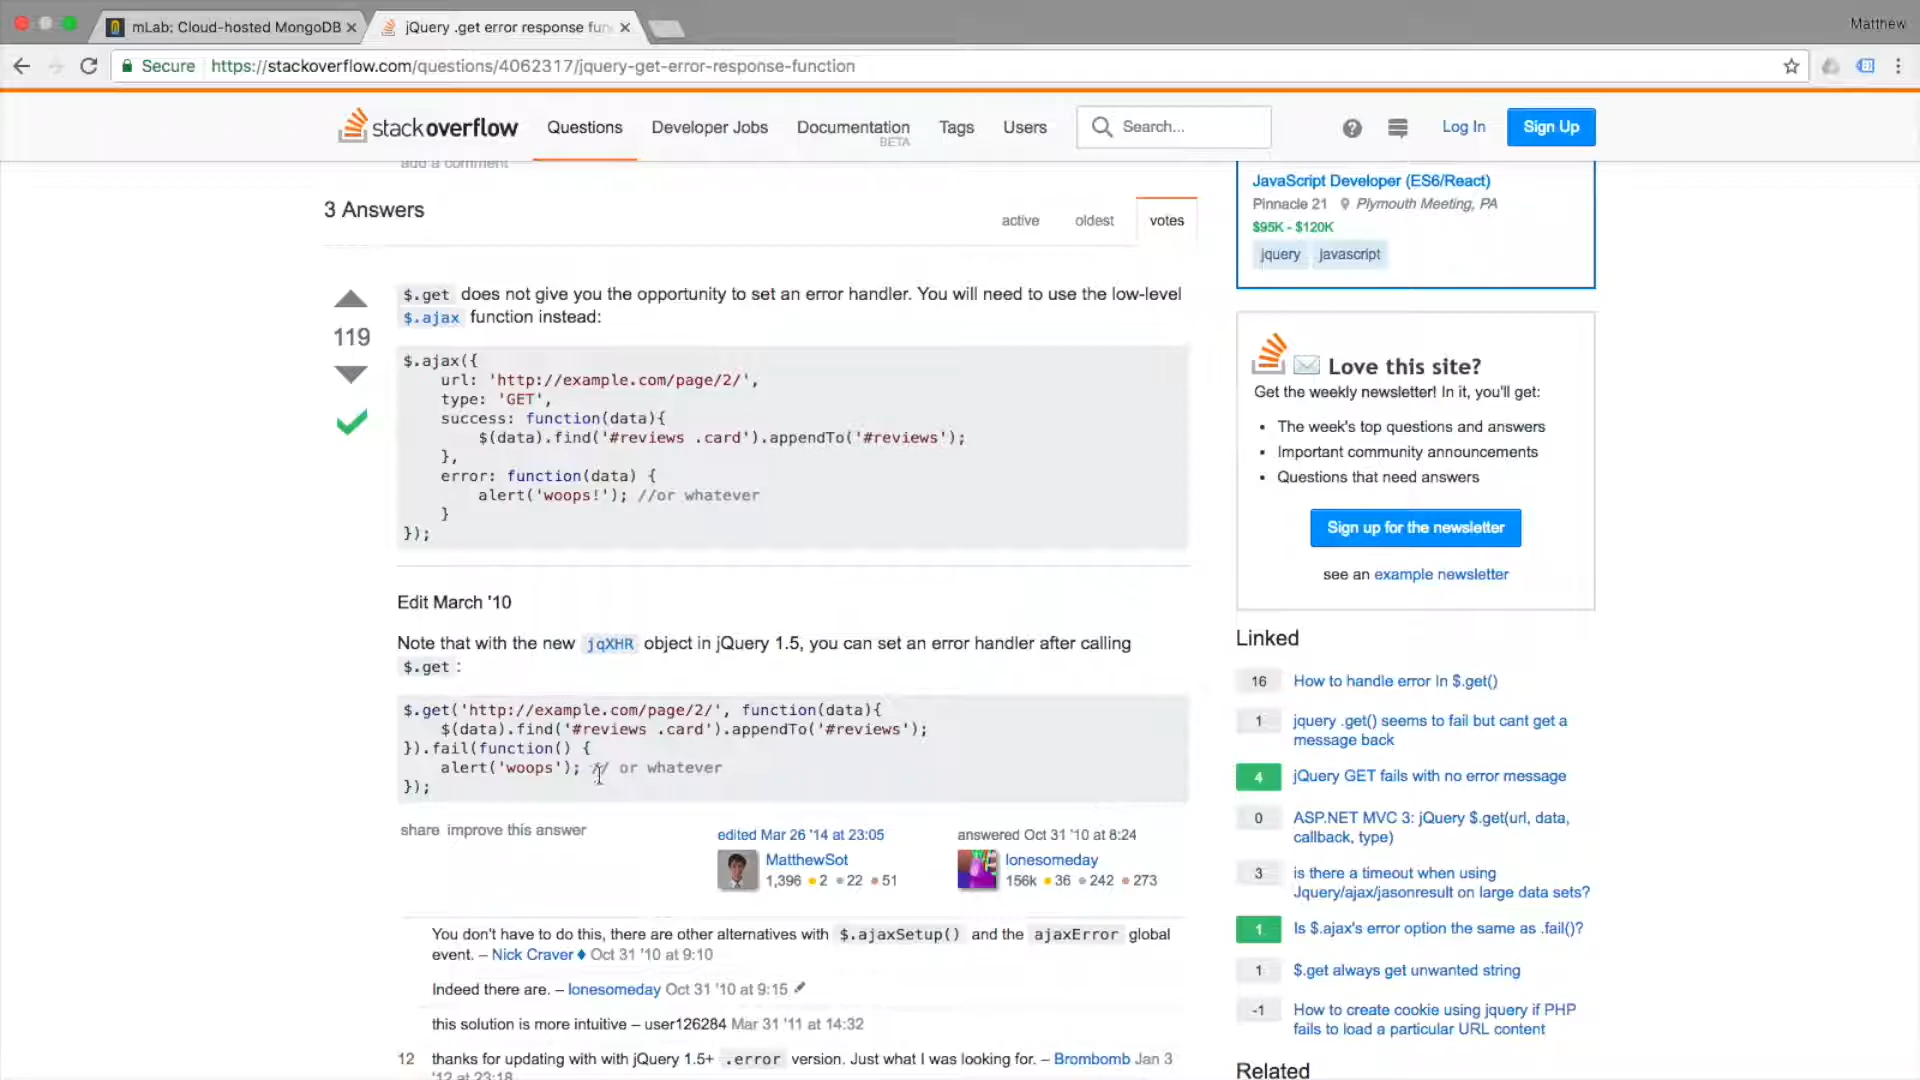 mLab: Cloud-hosted MongoDB
jQuery .get error response fun
Matthew
Secure
https://stackoverflow.com/questions/4062317/jquery-get-error-response-function
stackoverflow
Questions
Developer Jobs
Documentation
BETA
Tags
Users
Search...
Log In
Sign Up
add a comment
3 Answers
active
oldest
votes
119
$.get does not give you the opportunity to set an error handler. You will need to use the low-level
$.ajax function instead:
$.ajax({
url: 'http://example.com/page/2/',
type: 'GET',
success: function(data){
$(data).find('#reviews .card').appendTo('#reviews');
},
error: function(data) {
alert('woops!'); //or whatever
}
});
Edit March '10
Note that with the new jqXHR object in jQuery 1.5, you can set an error handler after calling
$.get :
$.get('http://example.com/page/2/', function(data){
$(data).find('#reviews .card').appendTo('#reviews');
}).fail(function() {
alert('woops'); // or whatever
});
share improve this answer
edited Mar 26 '14 at 23:05
MatthewSot
1,396 2 22 51
answered Oct 31 '10 at 8:24
lonesomeday
156k 36 242 273
You don't have to do this, there are other alternatives with $.ajaxSetup() and the ajaxError global
event. – Nick Craver♦ Oct 31 '10 at 9:10
Indeed there are. – lonesomeday Oct 31 '10 at 9:15
this solution is more intuitive – user126284 Mar 31 '11 at 14:32
12 thanks for updating with with jQuery 1.5+ .error version. Just what I was looking for. – Brombomb Jan 3
'12 at 23:18
JavaScript Developer (ES6/React)
Pinnacle 21 Plymouth Meeting, PA
$95K - $120K
jquery javascript
Love this site?
Get the weekly newsletter! In it, you'll get:
• The week's top questions and answers
• Important community announcements
• Questions that need answers
Sign up for the newsletter
see an example newsletter
Linked
16 How to handle error in $.get()
1 jquery .get() seems to fail but cant get a
message back
4 jQuery GET fails with no error message
0 ASP.NET MVC 3: jQuery $.get(url, data,
callback, type)
3 is there a timeout when using
Jquery/ajax/jasonresult on large data sets?
1 Is $.ajax's error option the same as .fail()?
1 $.get always get unwanted string
-1 How to create cookie using jquery if PHP
fails to load a particular URL content
Related